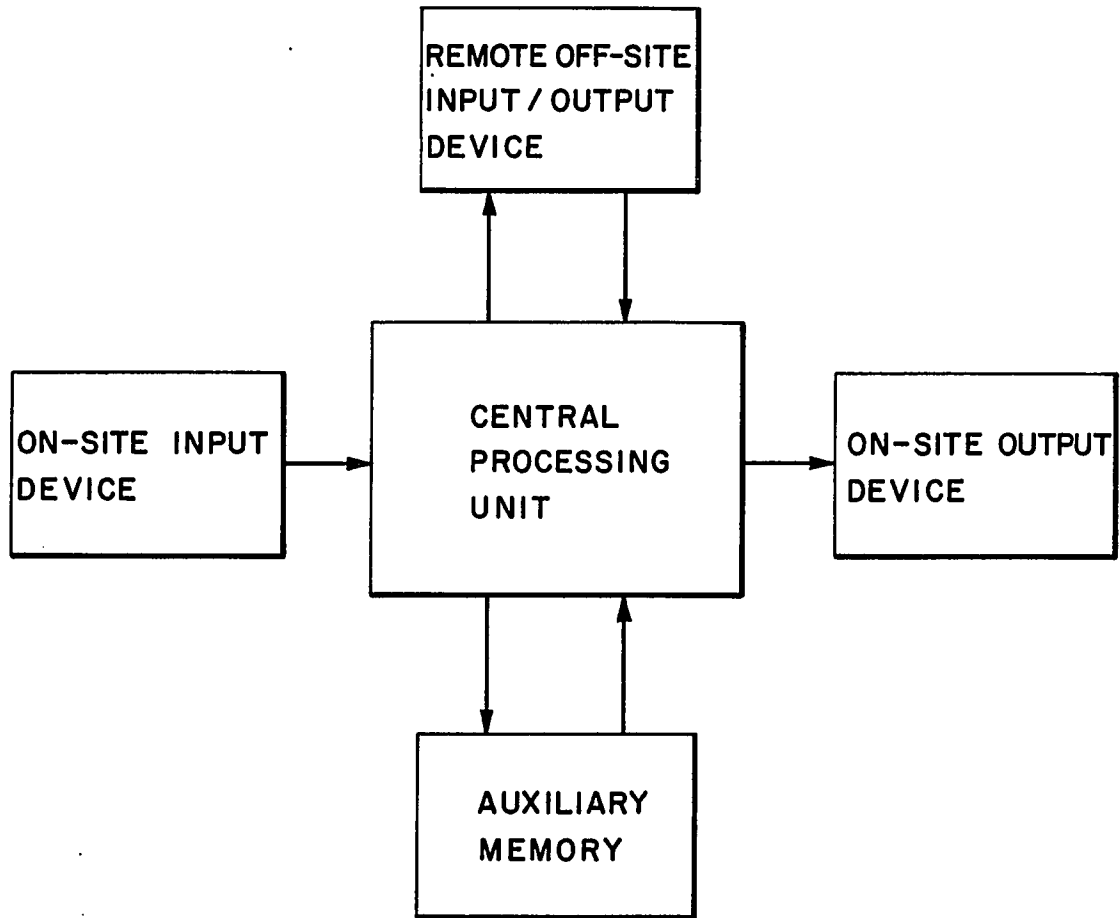 REMOTE OFF-SITE
INPUT / OUTPUT
DEVICE
ON-SITE INPUT
DEVICE
CENTRAL
PROCESSING
UNIT
ON-SITE OUTPUT
DEVICE
AUXILIARY
MEMORY